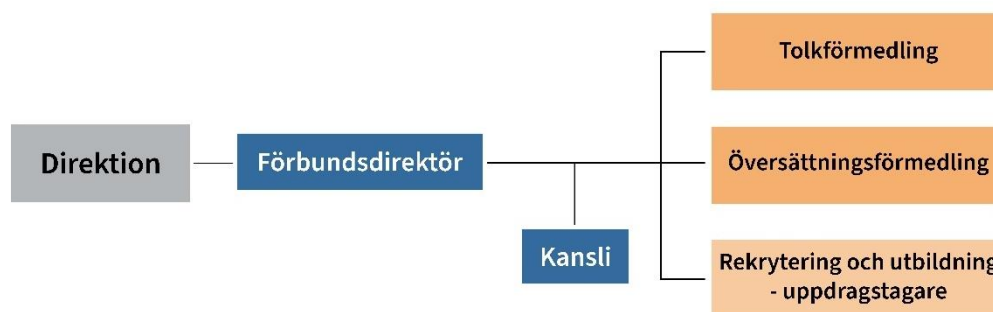 Direktion
Förbundsdirektör
Kansli
Tolkförmedling
Översättningsförmedling
Rekrytering och utbildning
- uppdragstagare